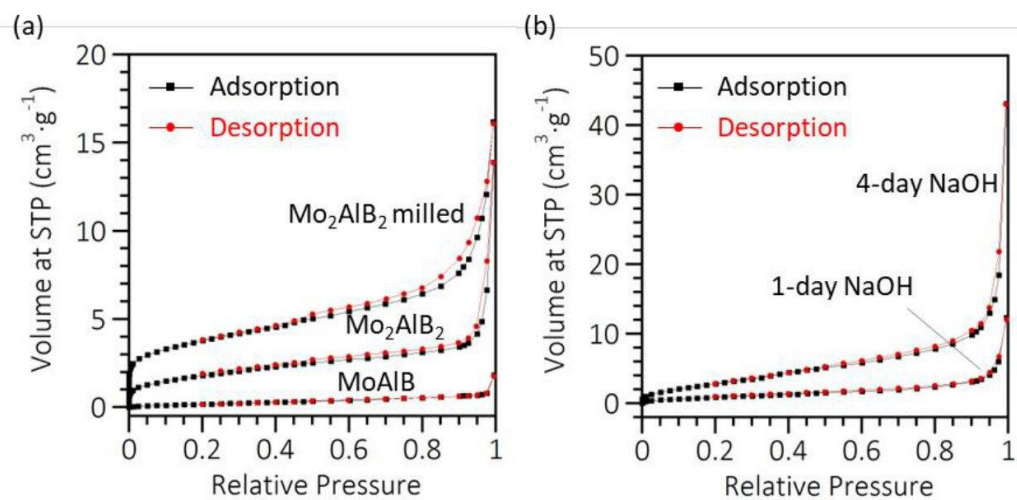 (a)
20
15
10
5
0
Volume at STP (cm³·g⁻¹)
Adsorption
Desorption
Mo₂AlB₂ milled
Mo₂AlB₂
MoAlB
0 0.2 0.4 0.6 0.8 1
Relative Pressure
(b)
50
40
30
20
10
0
Volume at STP (cm³·g⁻¹)
Adsorption
Desorption
4-day NaOH
1-day NaOH
0 0.2 0.4 0.6 0.8 1
Relative Pressure